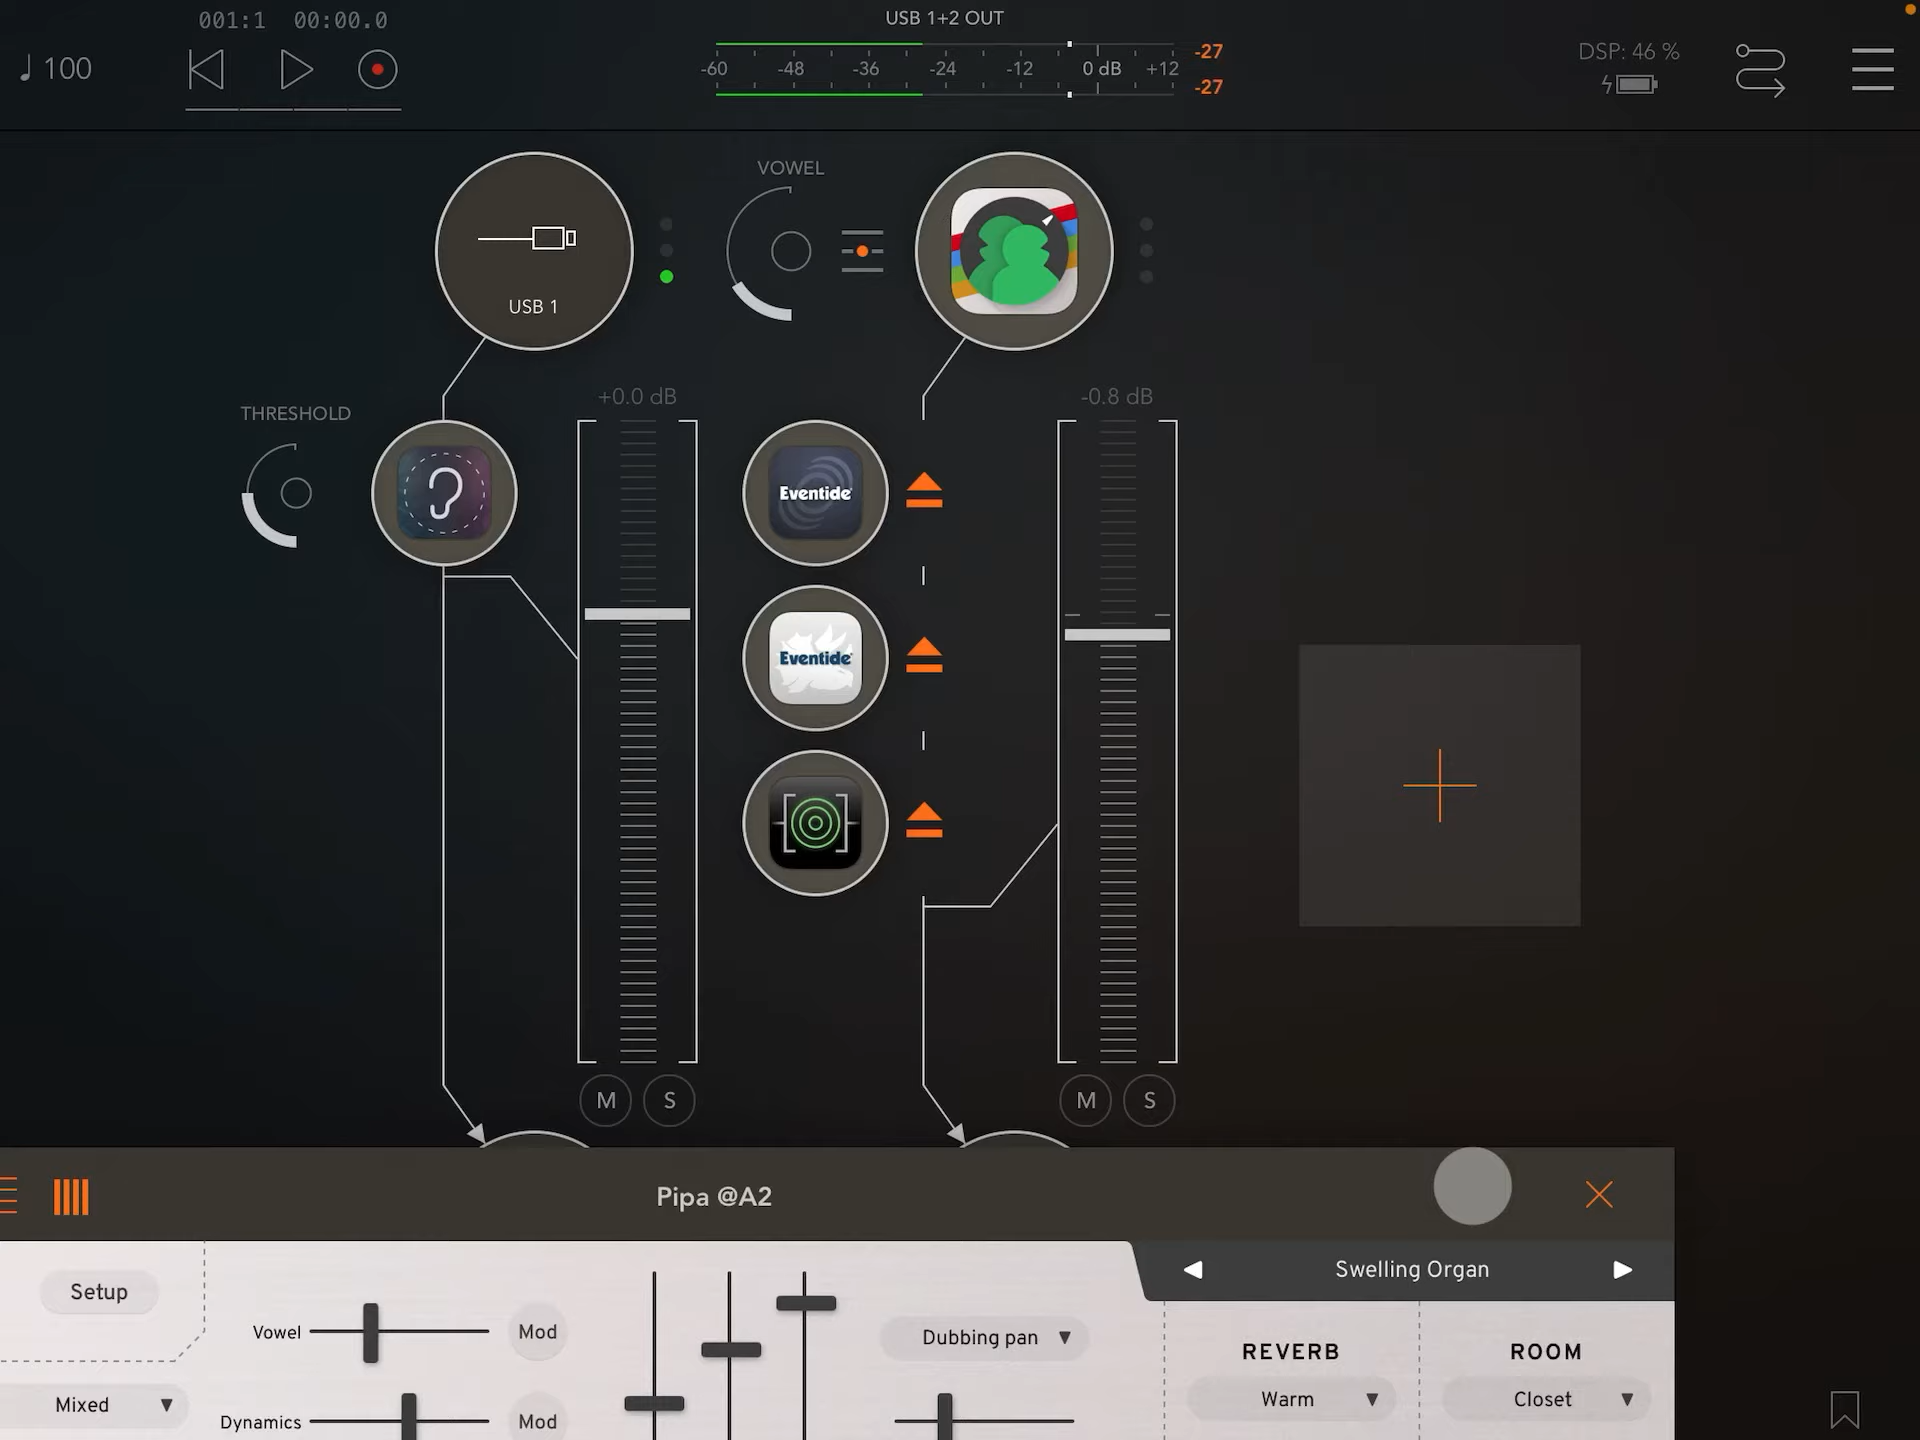 001:1 00:00.0
USB 1+2 OUT
♩ 100
-60 -48 -36 -24 -12 0 dB +12
-27
-27
DSP: 46 %
VOWEL
USB 1
THRESHOLD
+0.0 dB
-0.8 dB
Eventide
Eventide
M S
M S
Pipa @A2
Swelling Organ
Setup
Vowel
Mod
Dubbing pan
REVERB
ROOM
Mixed
Dynamics
Mod
Warm
Closet